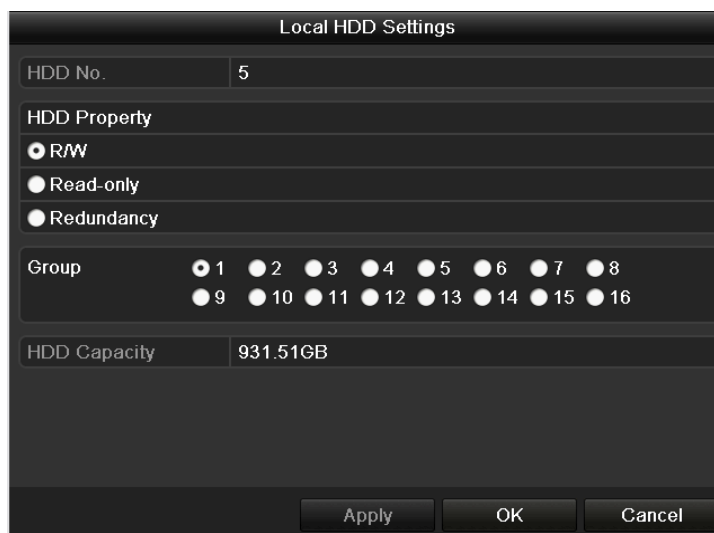 Local HDD Settings
HDD No. 5
HDD Property
R/W
Read-only
Redundancy
Group 1 2 3 4 5 6 7 8
9 10 11 12 13 14 15 16
HDD Capacity 931.51GB
Apply OK Cancel